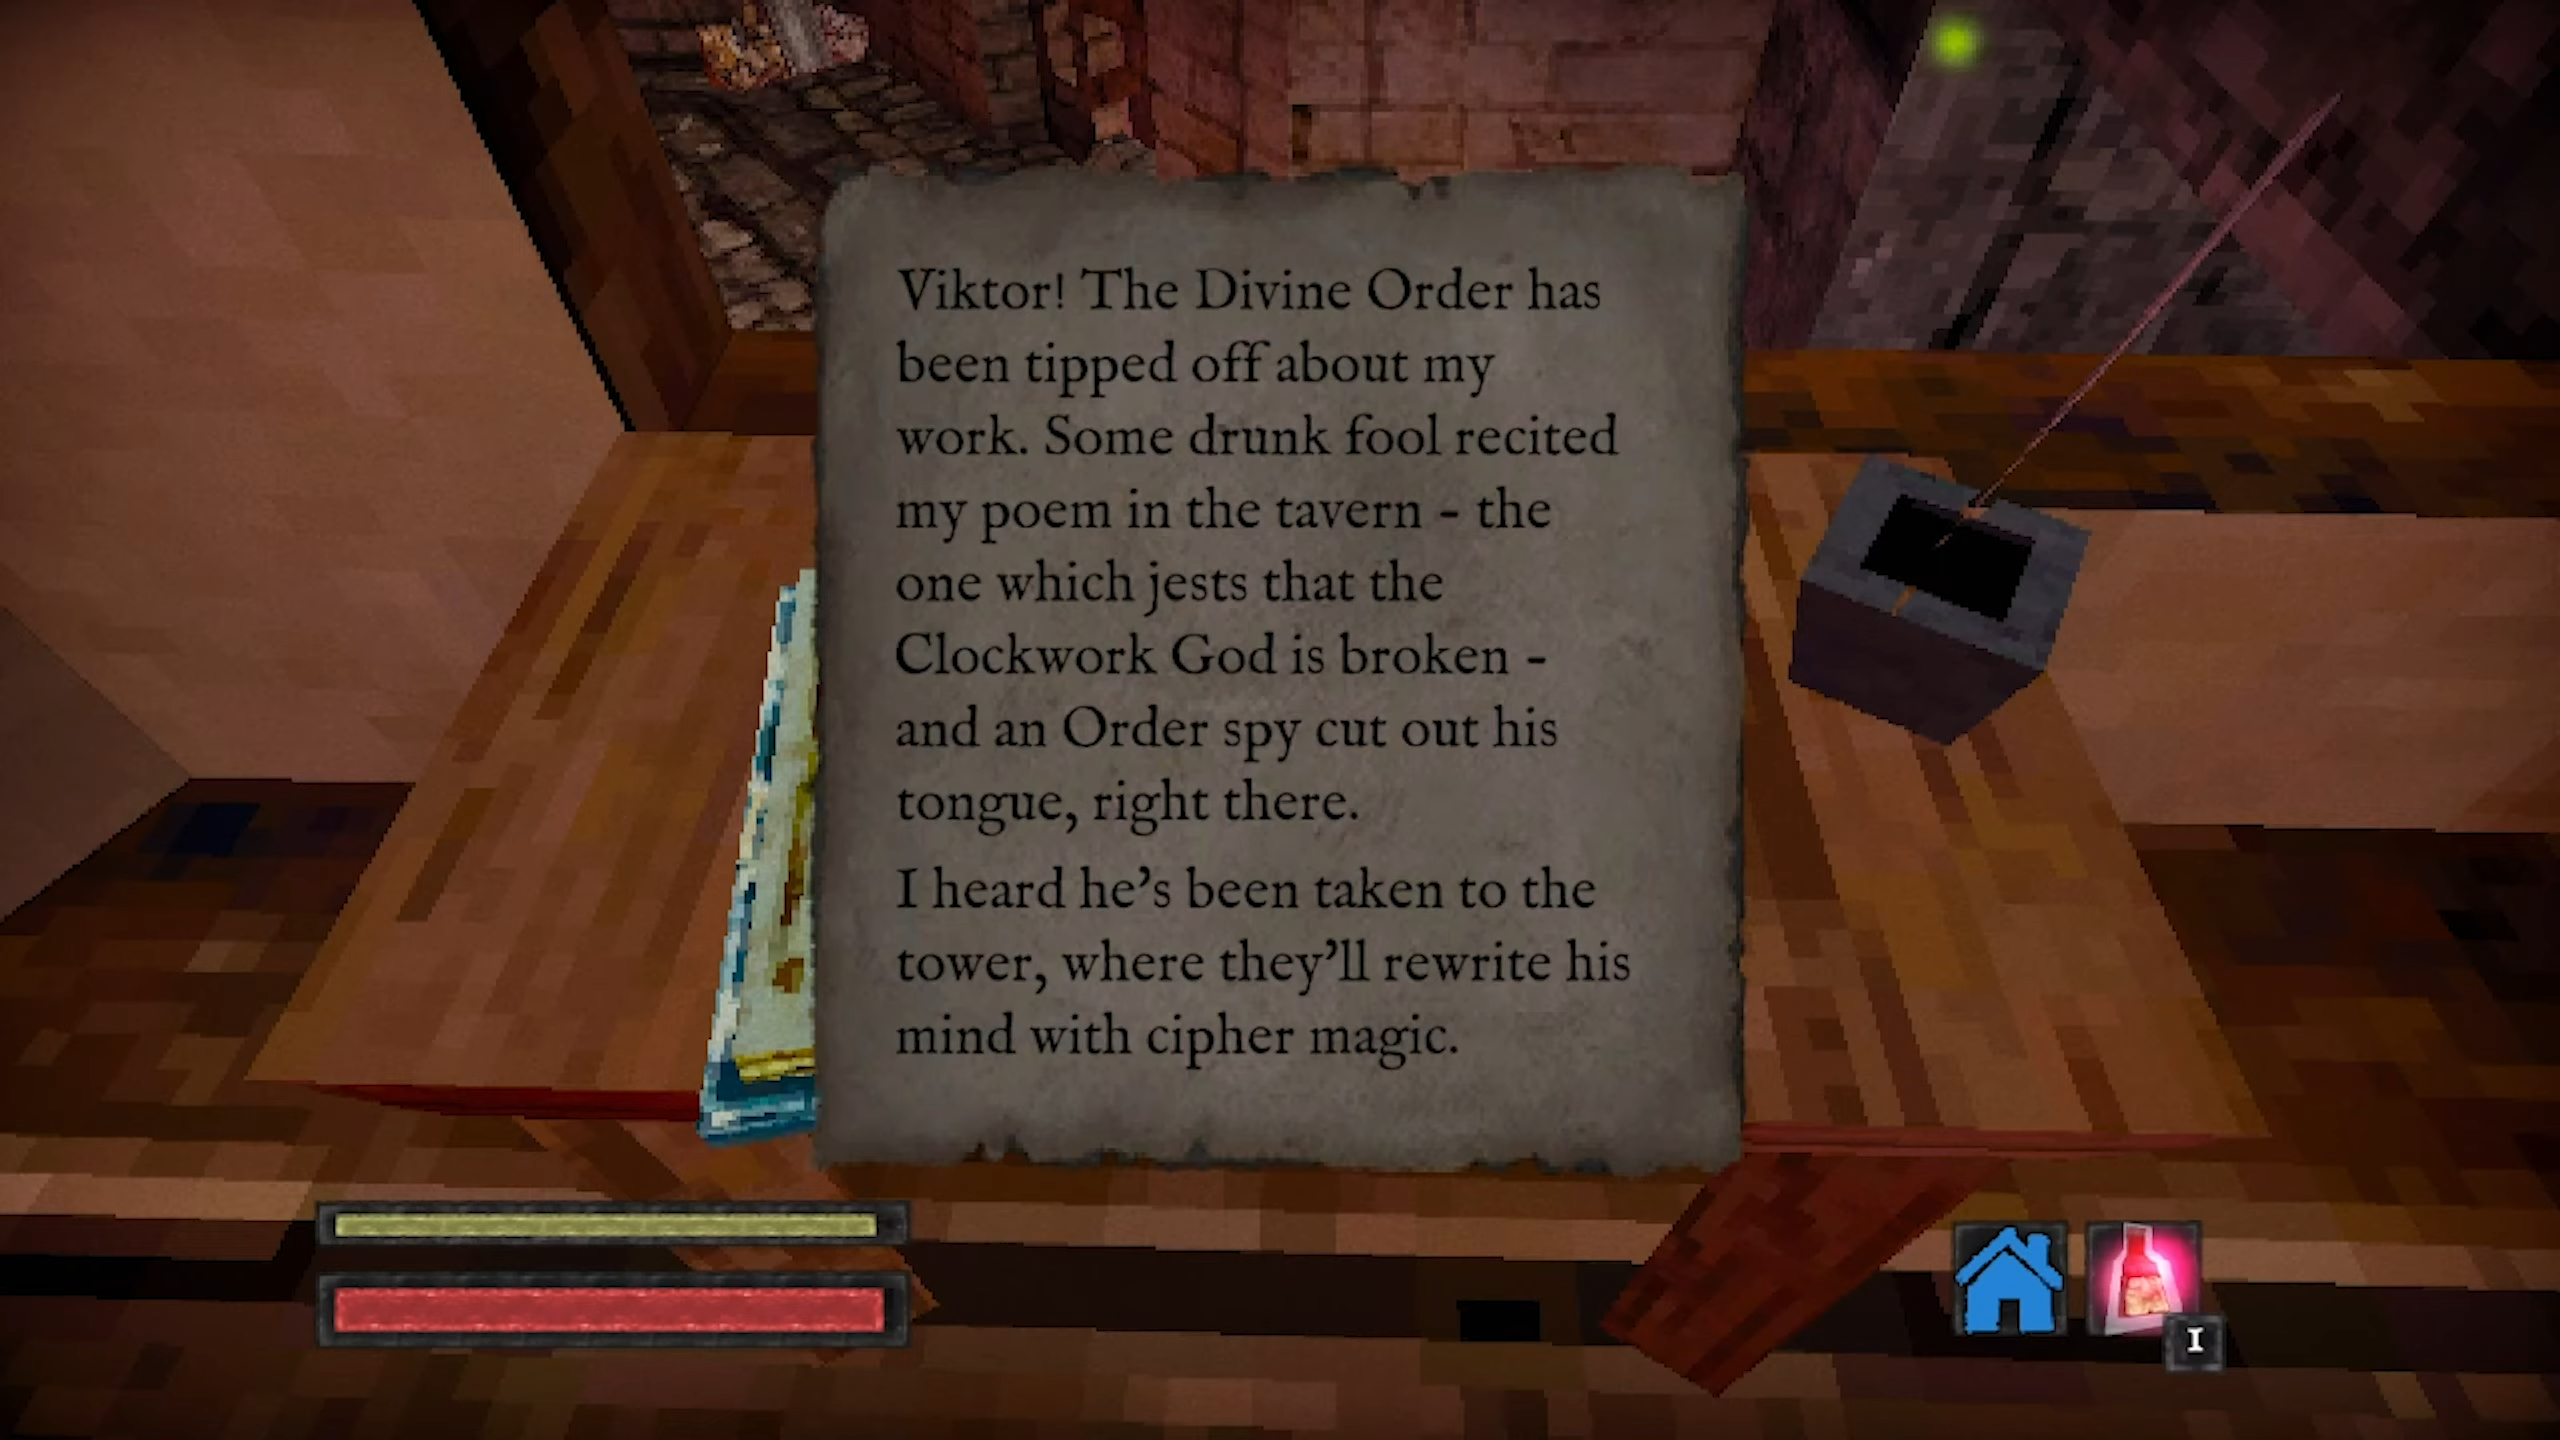 Viktor! The Divine Order has
been tipped off about my
work. Some drunk fool recited
my poem in the tavern - the
one which jests that the
Clockwork God is broken -
and an Order spy cut out his
tongue, right there.
I heard he's been taken to the
tower, where they'll rewrite his
mind with cipher magic.
I